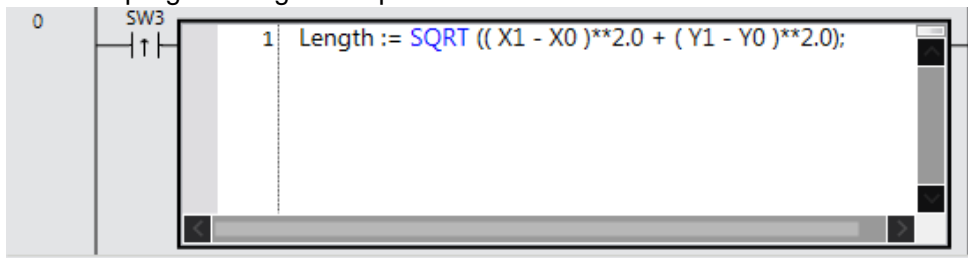 0
SW3
1 Length := SQRT (( X1 - X0 )**2.0 + ( Y1 - Y0 )**2.0);